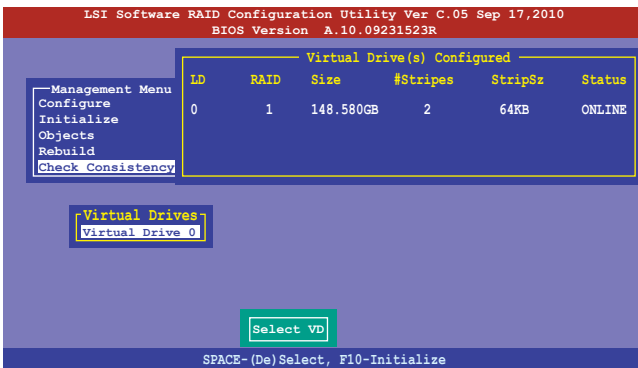 LSI Software RAID Configuration Utility Ver C.05 Sep 17,2010
BIOS Version A.10.09231523R
Virtual Drive(s) Configured
LD RAID Size #Stripes StripSz Status
0 1 148.580GB 2 64KB ONLINE
Management Menu
Configure
Initialize
Objects
Rebuild
Check Consistency
Virtual Drives
Virtual Drive 0
Select VD
SPACE-(De)Select, F10-Initialize